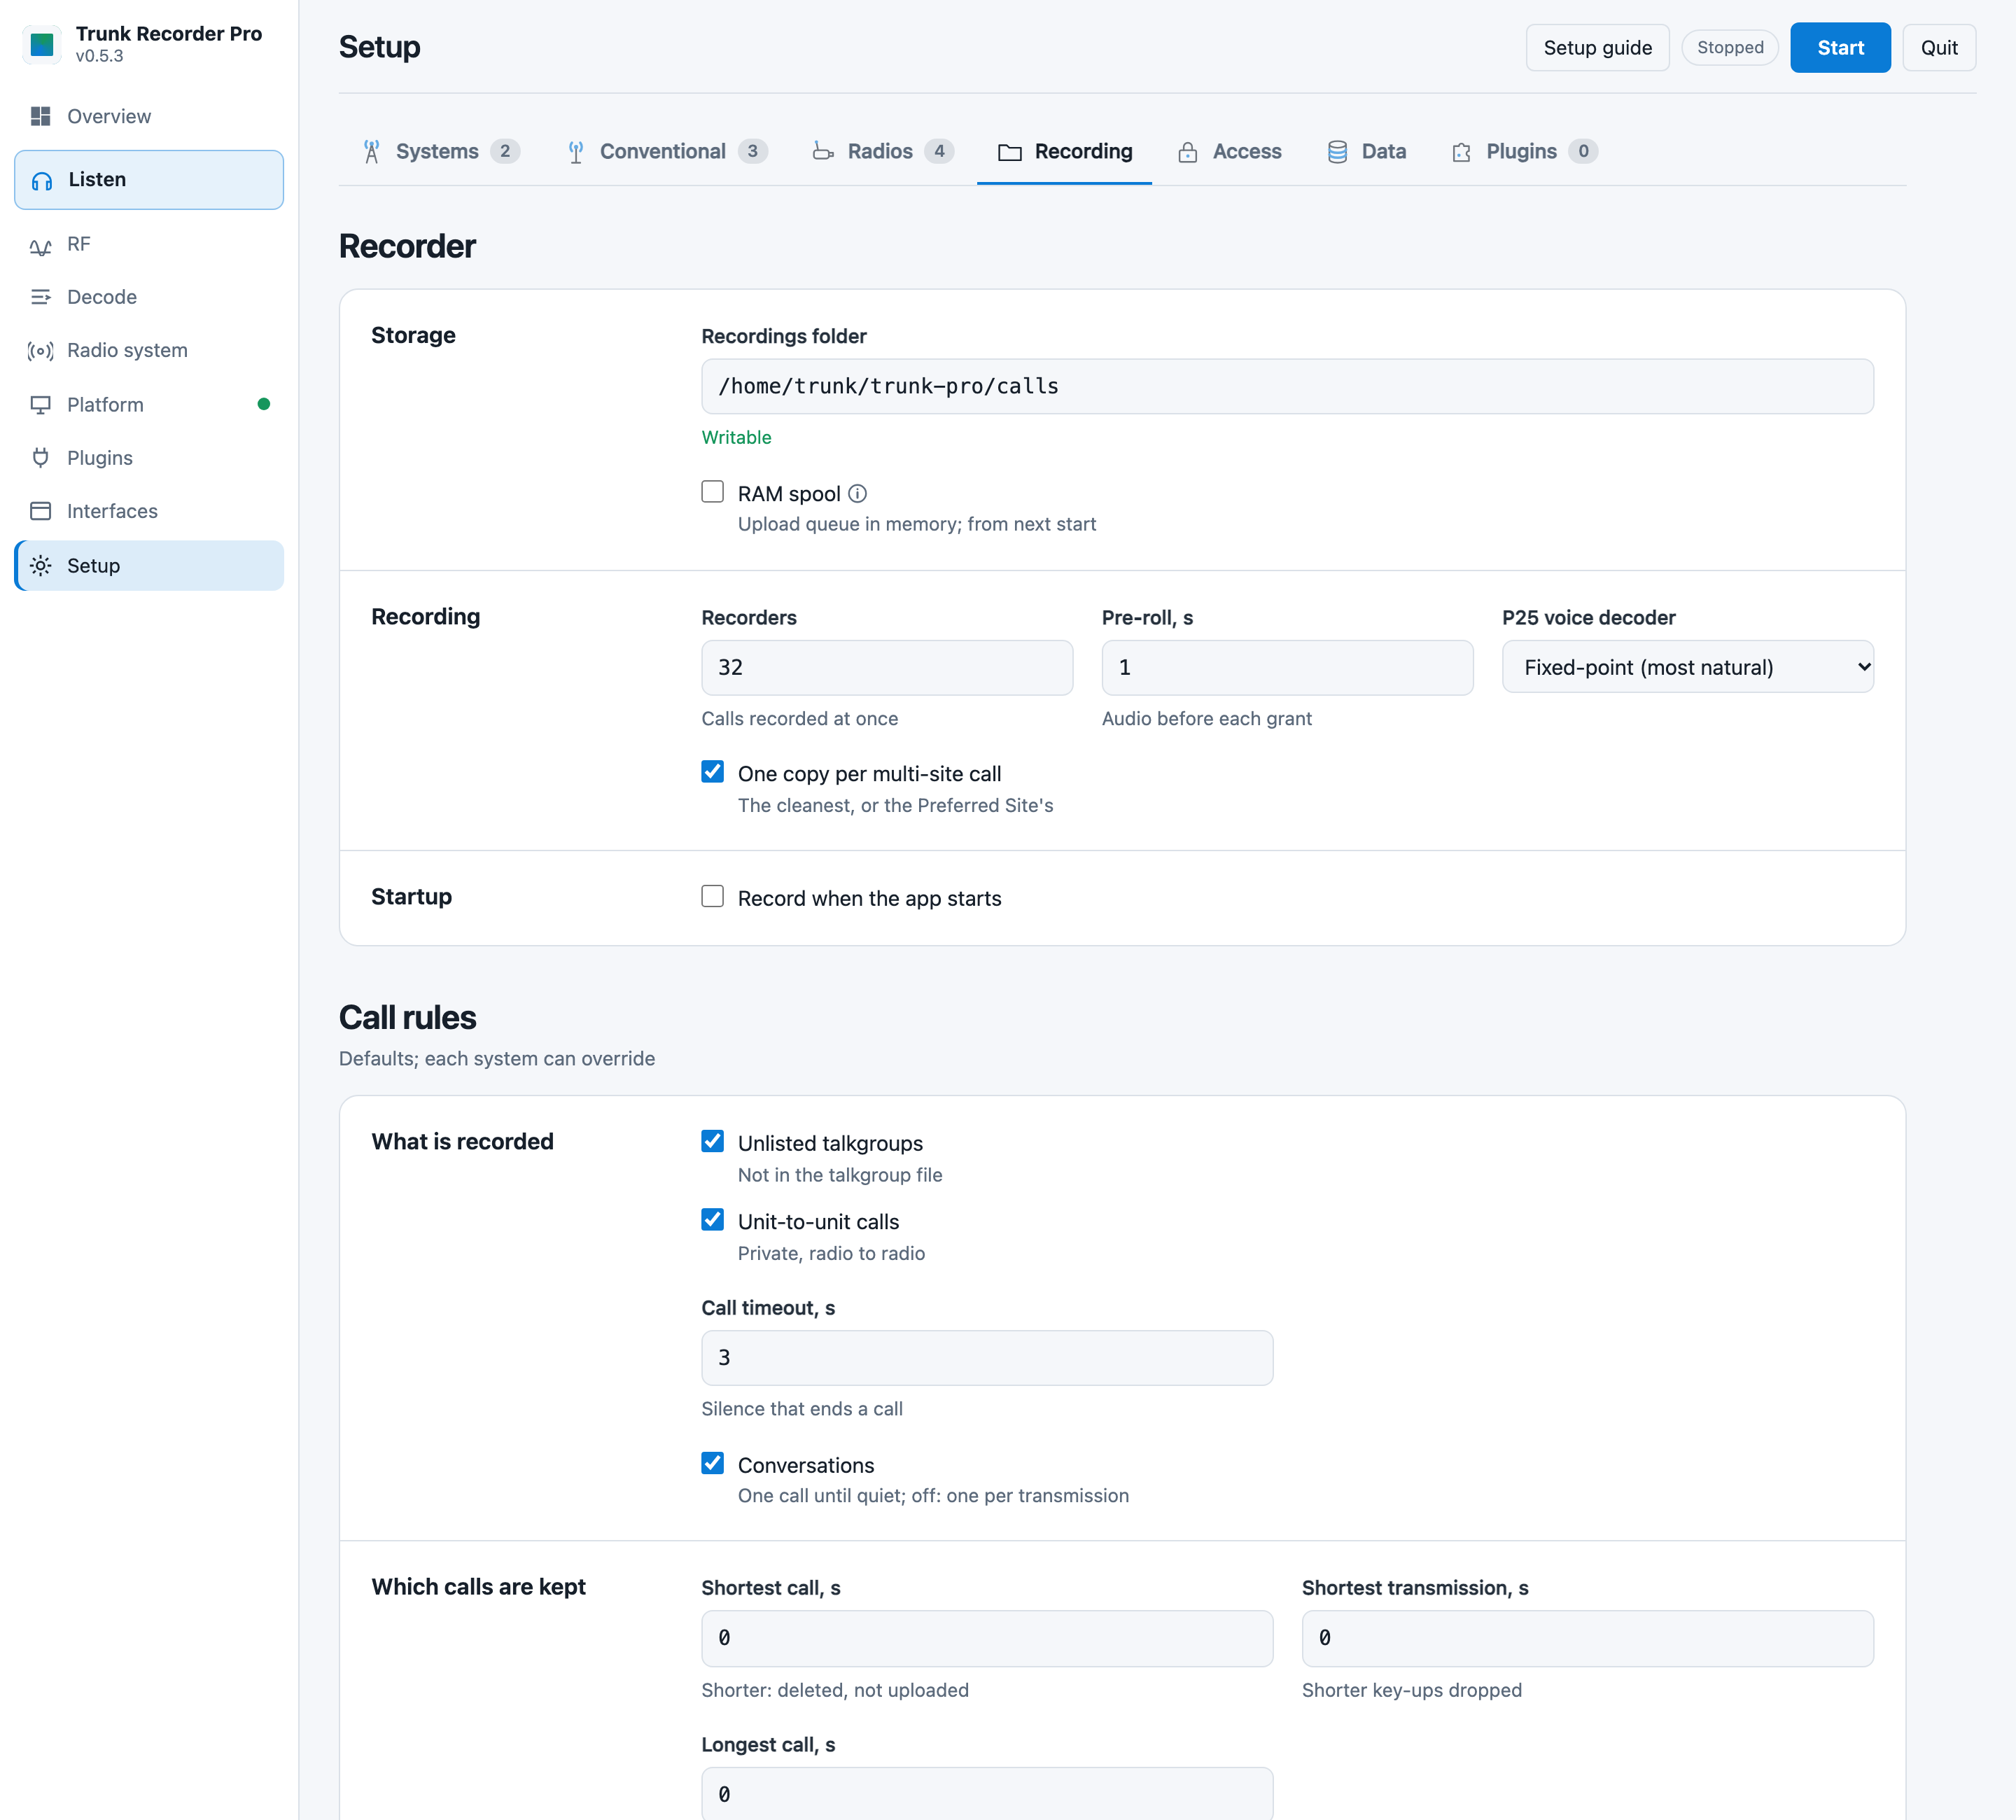 Trunk Recorder Pro
v0.5.3
Overview
Listen
RF
Decode
Radio system
Platform
Plugins
Interfaces
Setup
Setup
Setup guide
Stopped
Start
Quit
Systems 2
Conventional 3
Radios 4
Recording
Access
Data
Plugins 0
Recorder
Storage
Recordings folder
/home/trunk/trunk-pro/calls
Writable
RAM spool
Upload queue in memory; from next start
Recording
Recorders
32
Calls recorded at once
Pre-roll, s
1
Audio before each grant
P25 voice decoder
Fixed-point (most natural)
One copy per multi-site call
The cleanest, or the Preferred Site's
Startup
Record when the app starts
Call rules
Defaults; each system can override
What is recorded
Unlisted talkgroups
Not in the talkgroup file
Unit-to-unit calls
Private, radio to radio
Call timeout, s
3
Silence that ends a call
Conversations
One call until quiet; off: one per transmission
Which calls are kept
Shortest call, s
0
Shorter: deleted, not uploaded
Shortest transmission, s
0
Shorter key-ups dropped
Longest call, s
0